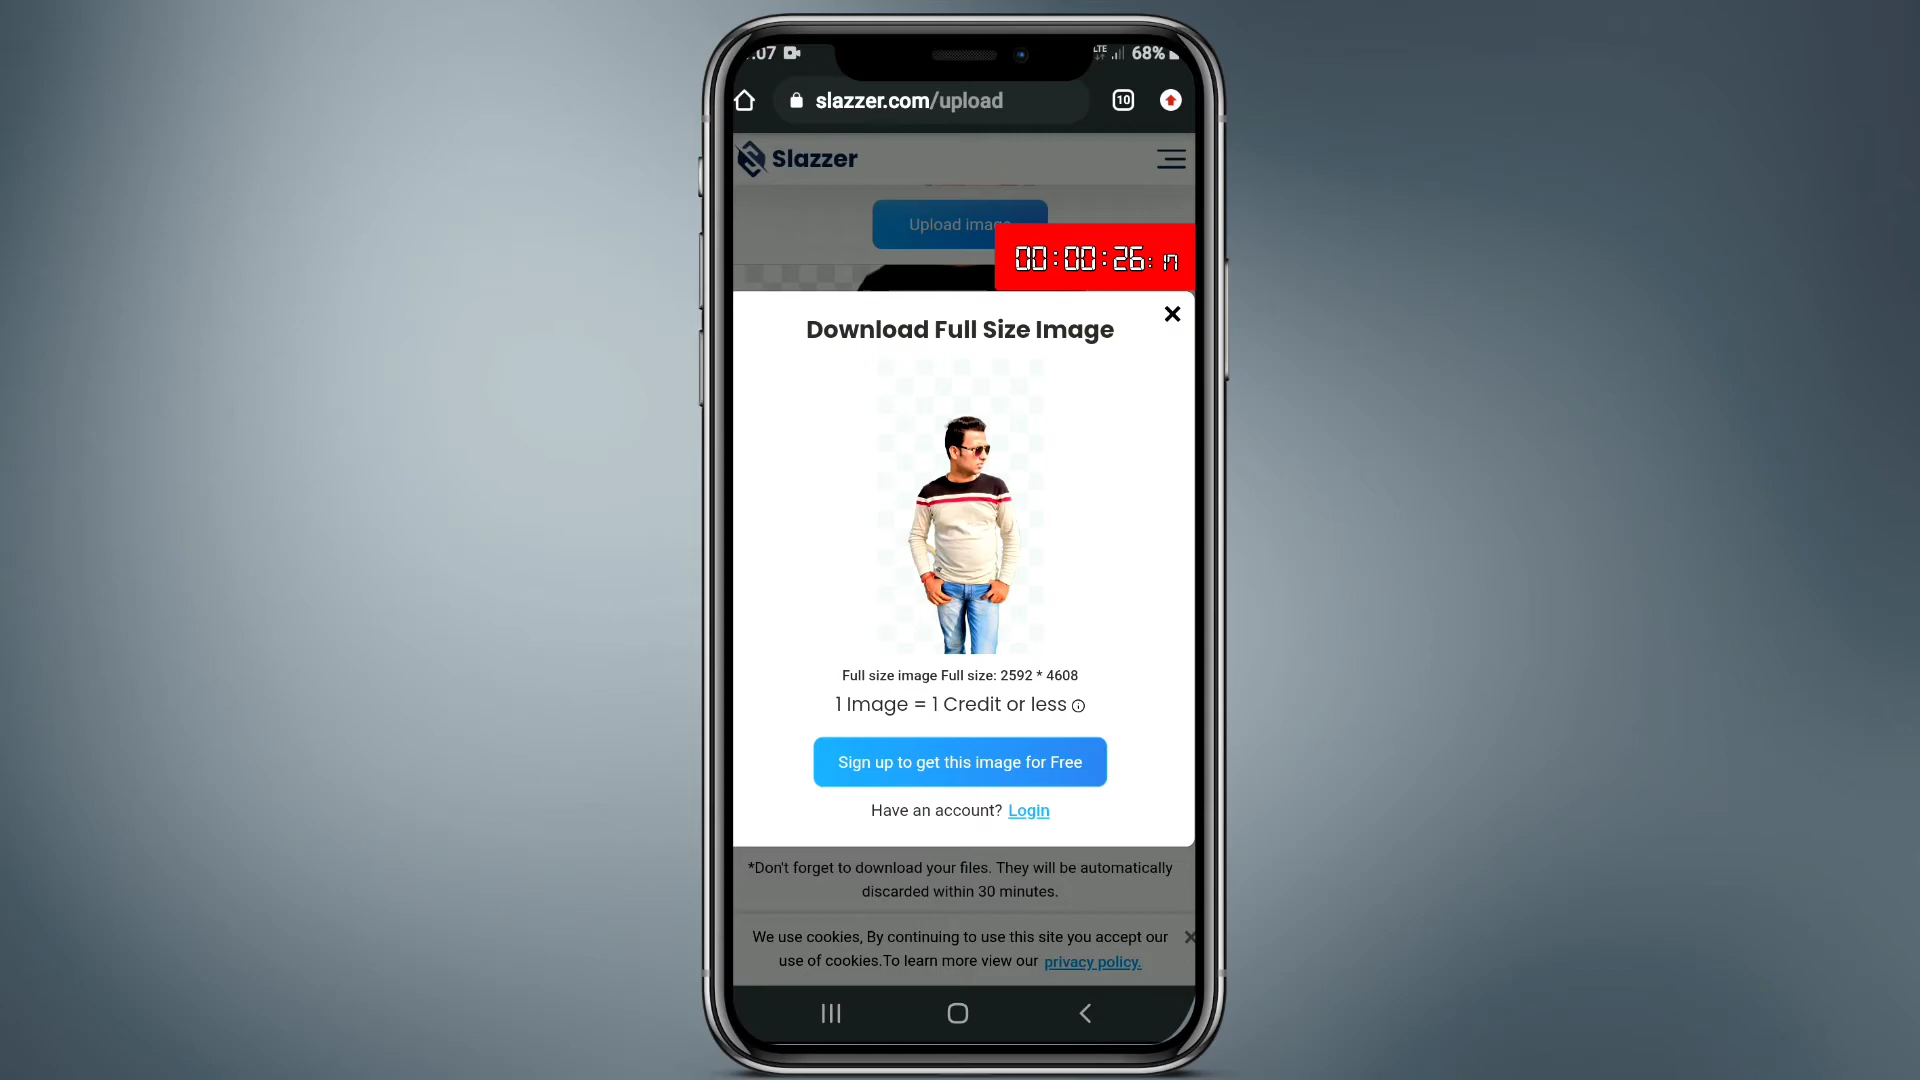 :07
LTE
68%
slazzer.com/upload
10
Slazzer
Upload image
00:00:26:
Download Full Size Image
Full size image Full size: 2592 * 4608
1 Image = 1 Credit or less
Sign up to get this image for Free
Have an account? Login
*Don't forget to download your files. They will be automatically
discarded within 30 minutes.
We use cookies, By continuing to use this site you accept our
use of cookies.To learn more view our privacy policy.